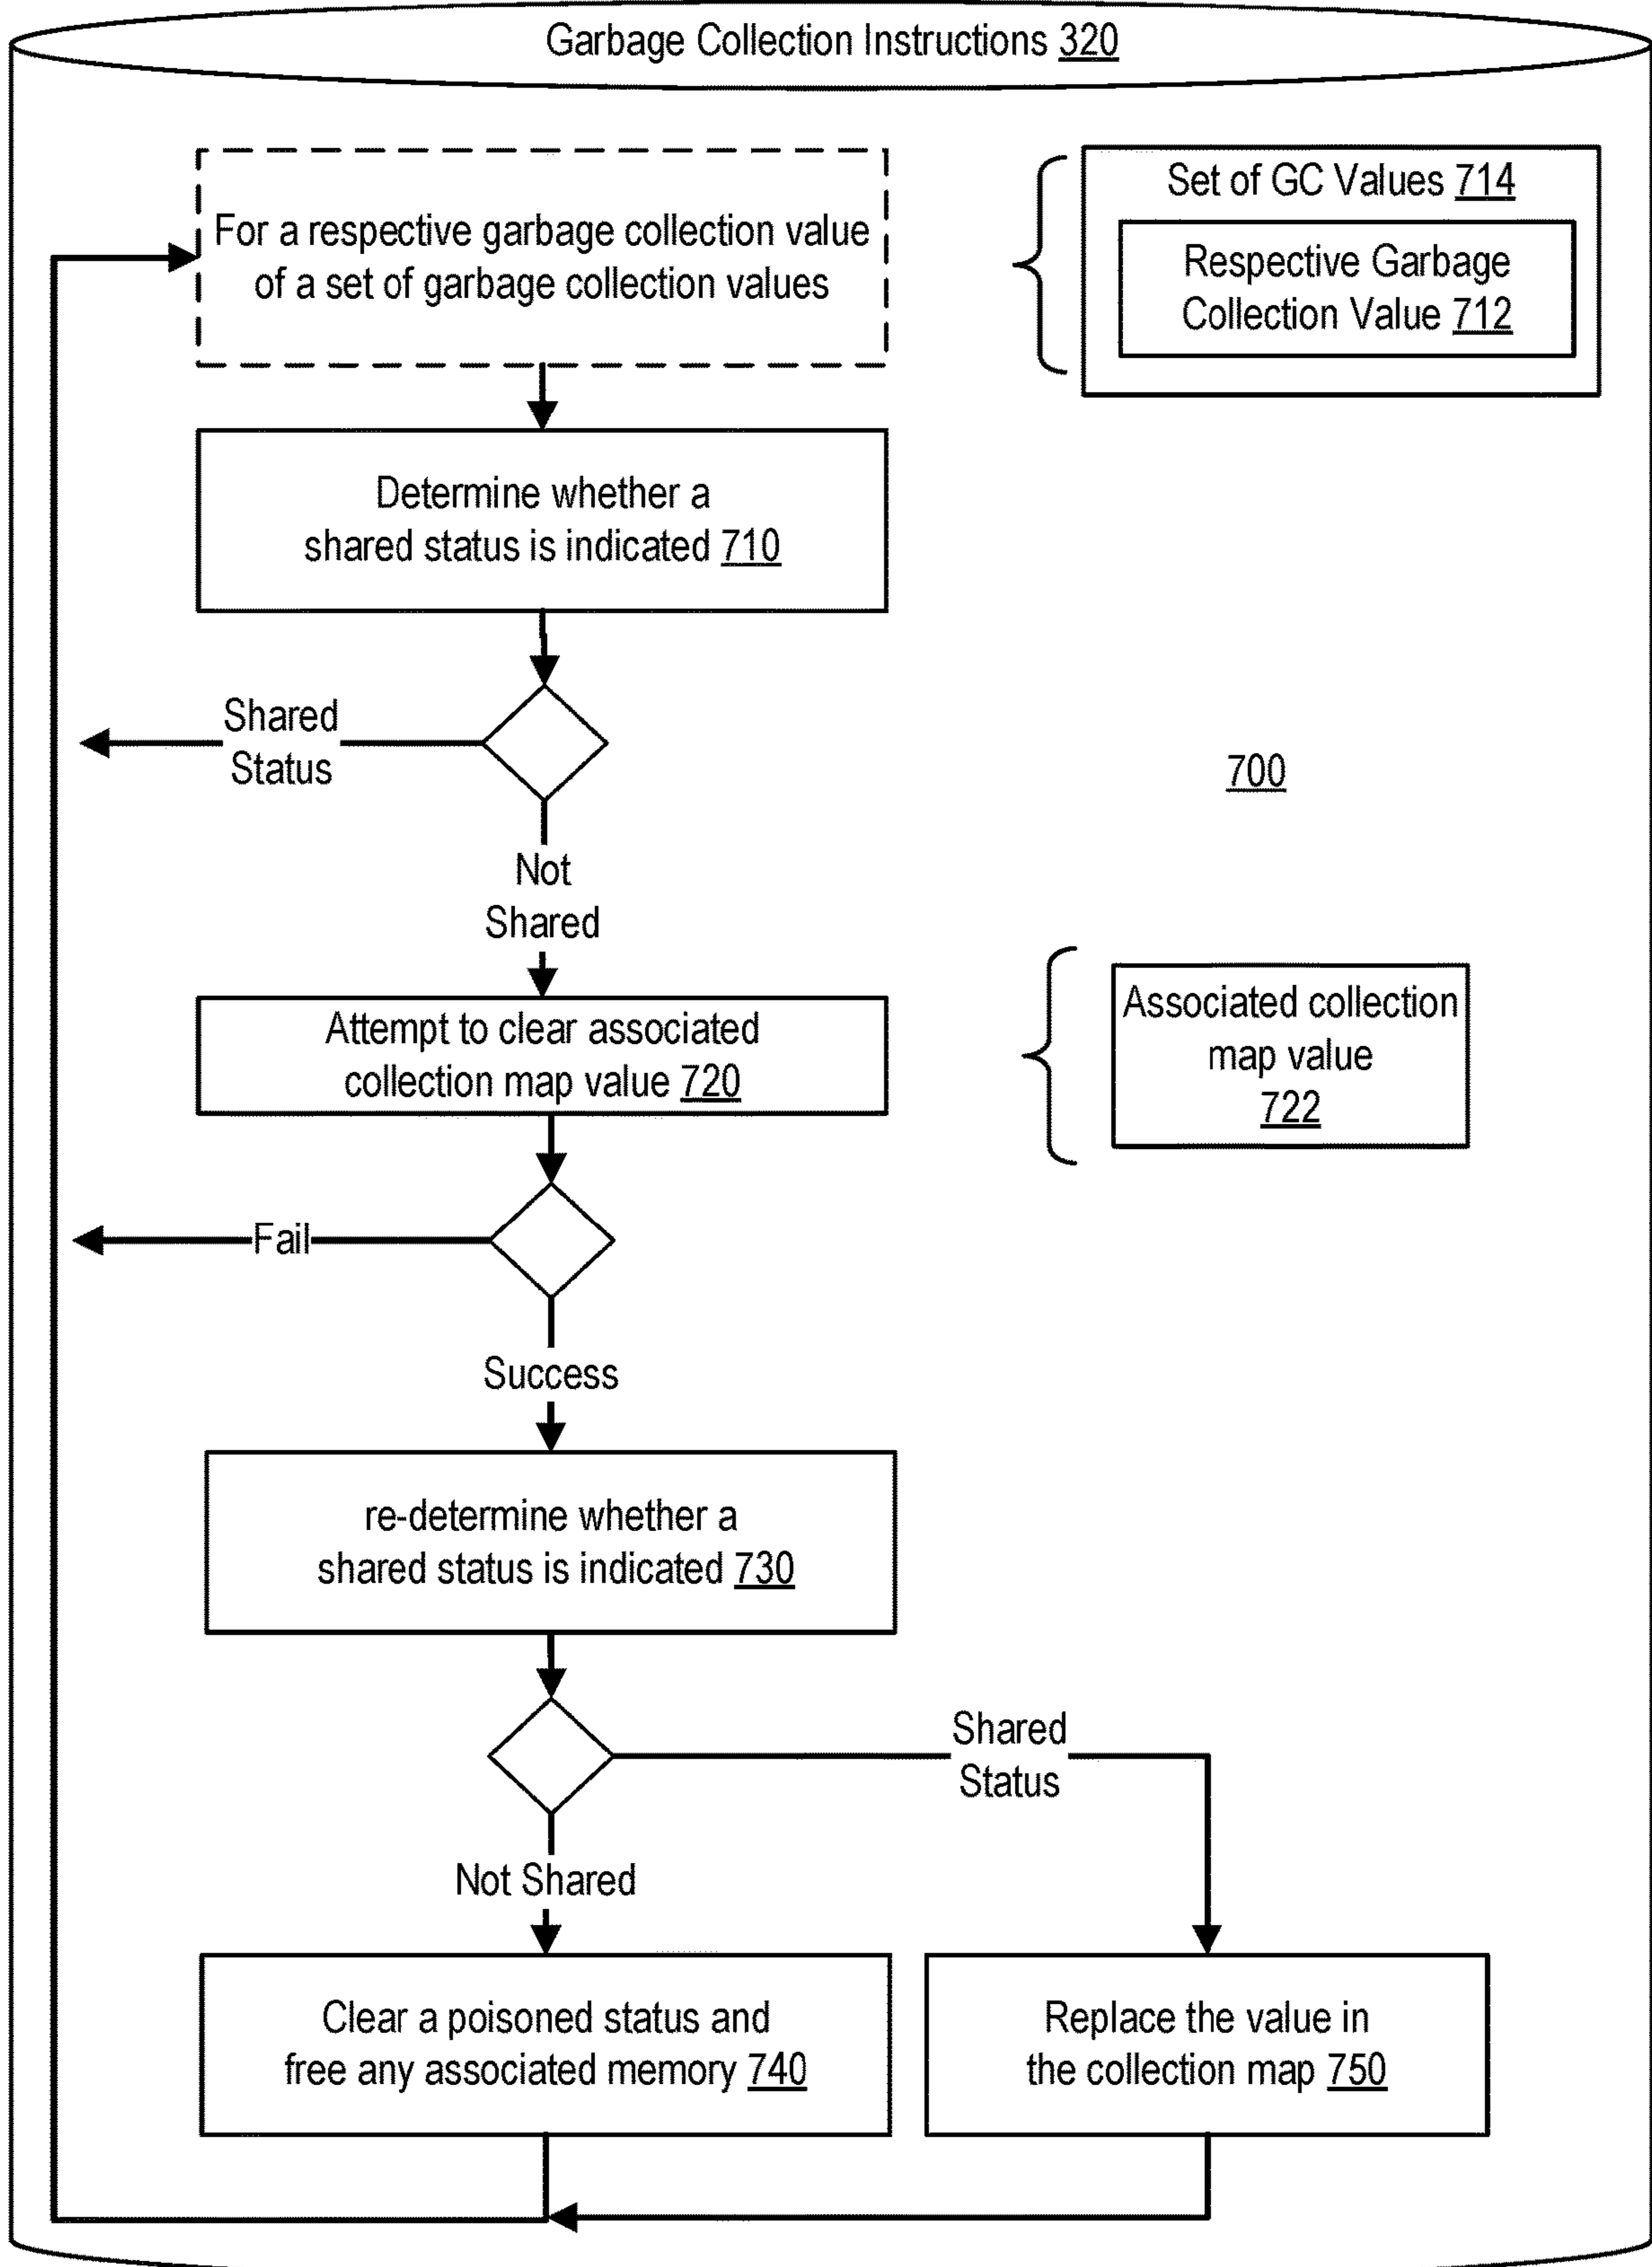 Garbage Collection Instructions 320
For a respective garbage collection value
of a set of garbage collection values
Set of GC Values 714
Respective Garbage
Collection Value 712
Determine whether a
shared status is indicated 710
Shared
Status
700
Not
Shared
Attempt to clear associated
collection map value 720
Associated collection
map value
722
Fail
Success
re-determine whether a
shared status is indicated 730
Shared
Status
Not Shared
Clear a poisoned status and
free any associated memory 740
Replace the value in
the collection map 750